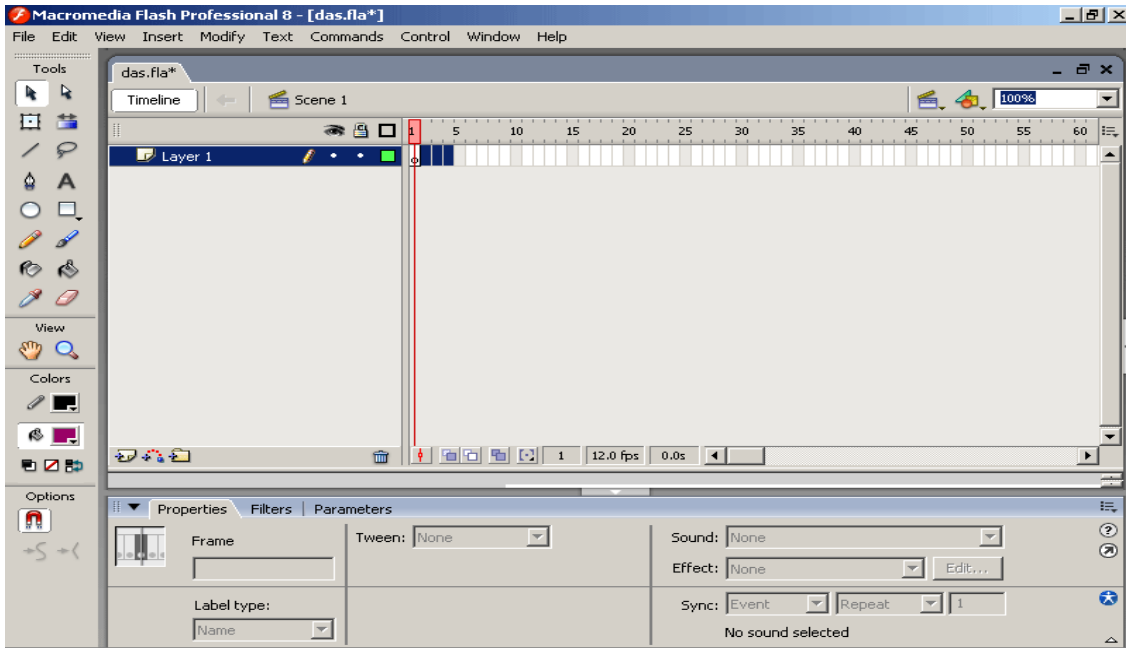 Macromedia Flash Professional 8 - [das.fla*]
File Edit View Insert Modify Text Commands Control Window Help
Tools
das.fla*
Timeline
Scene 1
100%
1 5 10 15 20 25 30 35 40 45 50 55 60
Layer 1
A
View
Colors
1 12.0 fps 0.0s
Options
Properties Filters Parameters
Frame
Tween: None
Sound: None
Effect: None Edit...
Label type:
Name
Sync: Event Repeat 1
No sound selected